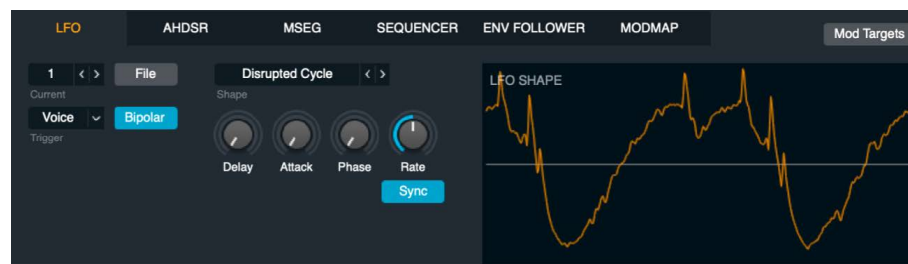 LFO AHDSR MSEG SEQUENCER ENV FOLLOWER MODMAP Mod Targets
1 < > File Disrupted Cycle < > LFO SHAPE
Current Shape
Voice Bipolar
Trigger
Delay Attack Phase Rate
Sync